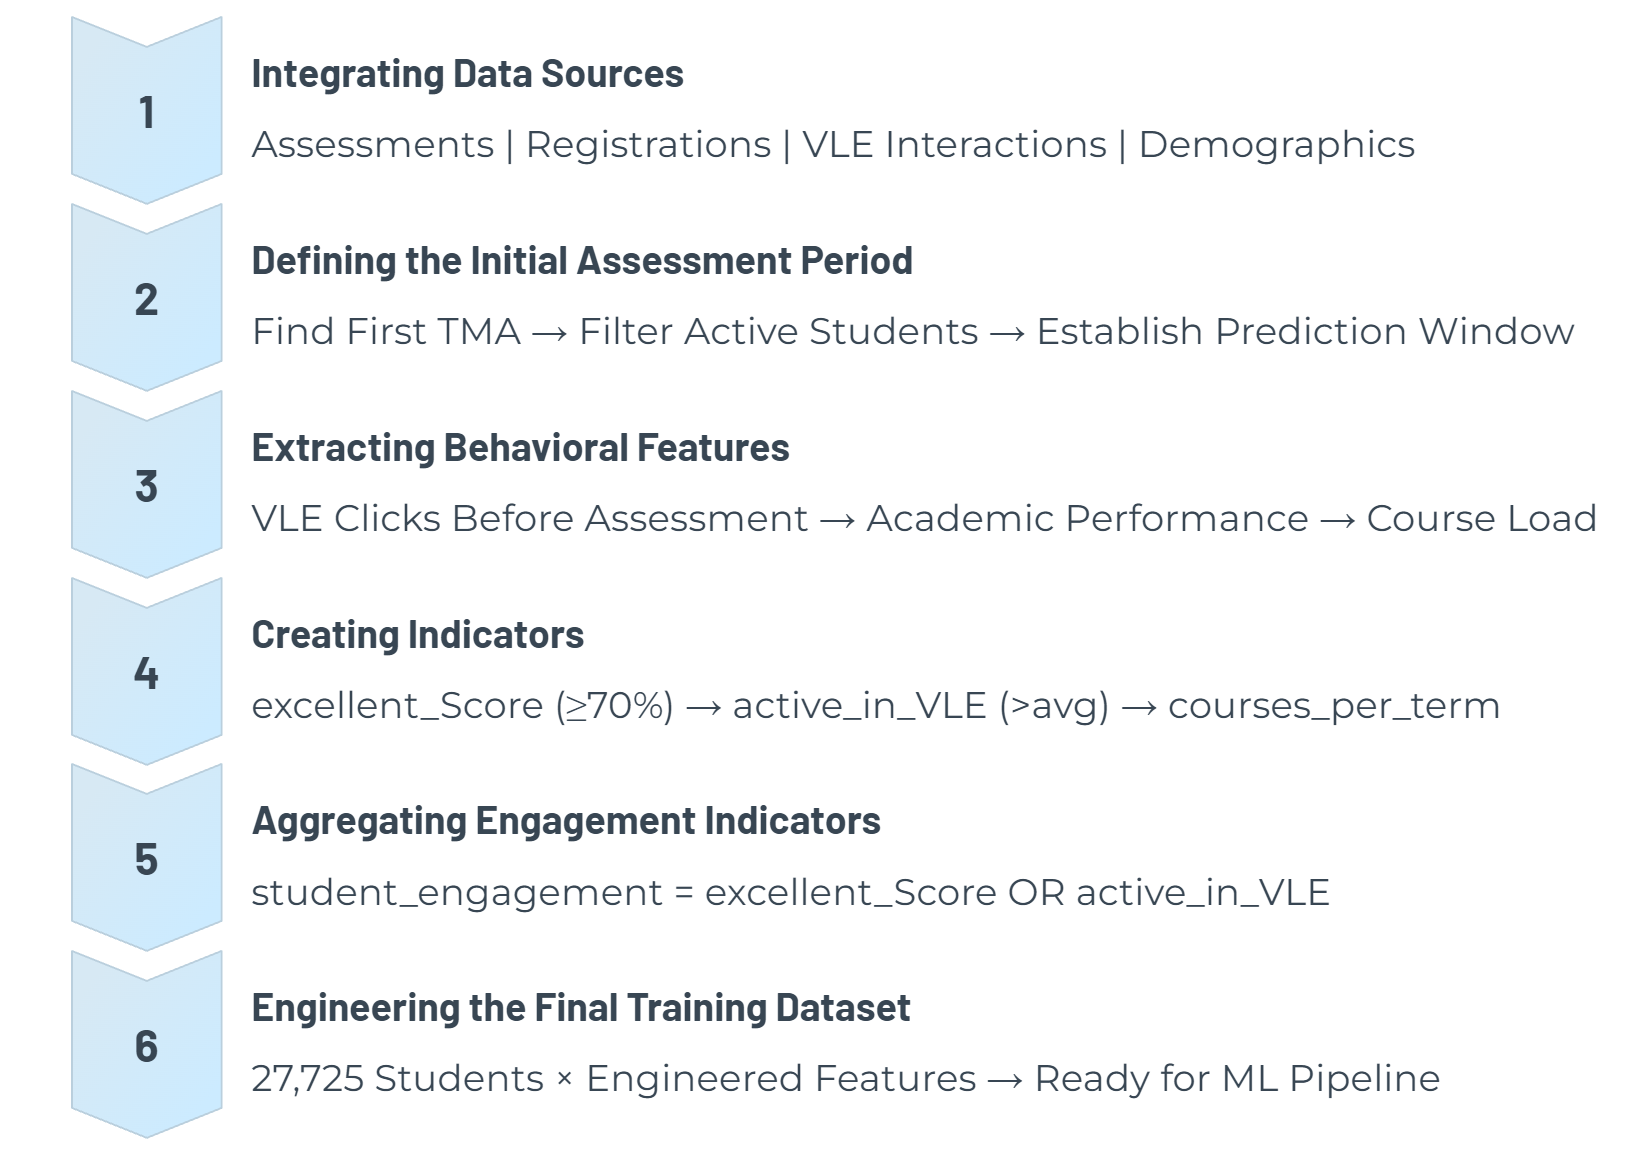 1
Integrating Data Sources
Assessments | Registrations | VLE Interactions | Demographics
2
Defining the Initial Assessment Period
Find First TMA → Filter Active Students → Establish Prediction Window
3
Extracting Behavioral Features
VLE Clicks Before Assessment → Academic Performance → Course Load
4
Creating Indicators
excellent_Score (≥70%) → active_in_VLE (>avg) → courses_per_term
5
Aggregating Engagement Indicators
student_engagement = excellent_Score OR active_in_VLE
6
Engineering the Final Training Dataset
27,725 Students × Engineered Features → Ready for ML Pipeline